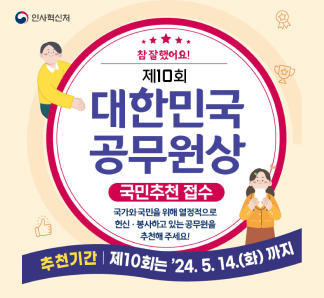 인사혁신처
참 잘했어요!
제10회
대한민국
공무원상
국민추천 접수
국가와 국민을 위해 열정적으로
헌신·봉사하고 있는 공무원을
추천해 주세요!
추천기간 | 제10회는 '24. 5. 14.(화) 까지